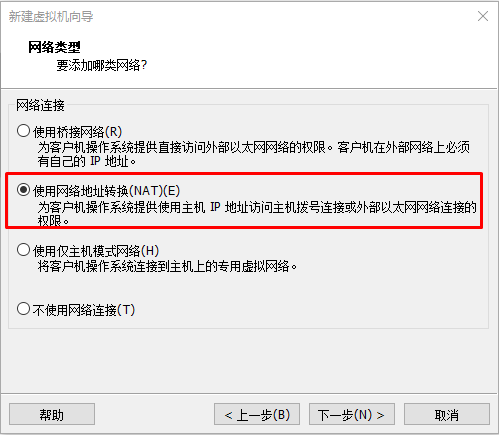 新建虚拟机向导
网络类型
要添加哪类网络?
网络连接
使用桥接网络(R)
为客户机操作系统提供直接访问外部以太网网络的权限。客户机在外部网络上必须
有自己的 IP 地址。
使用网络地址转换(NAT)(E)
为客户机操作系统提供使用主机 IP 地址访问主机拨号连接或外部以太网网络连接的
权限。
使用仅主机模式网络(H)
将客户机操作系统连接到主机上的专用虚拟网络。
不使用网络连接(T)
帮助
< 上一步(B)
下一步(N) >
取消